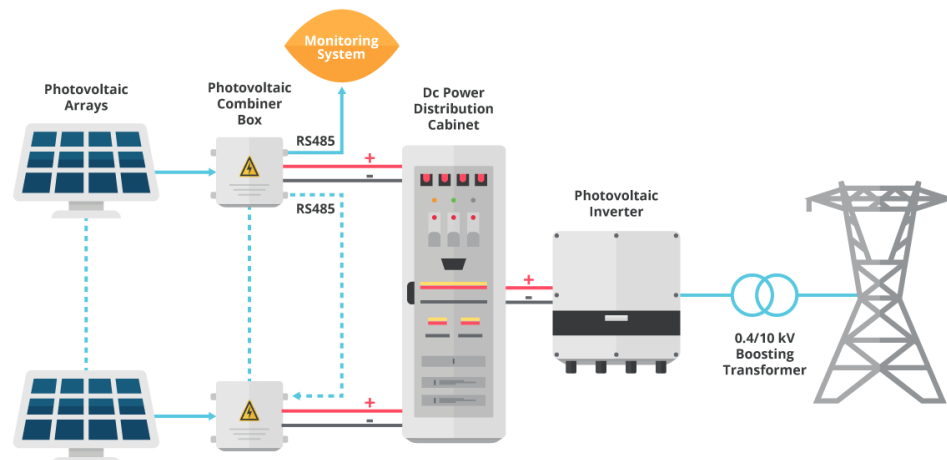 Monitoring
System
Photovoltaic
Arrays
Photovoltaic
Combiner
Box
Dc Power
Distribution
Cabinet
RS485
+
-
RS485
Photovoltaic
Inverter
+
-
0.4/10 kV
Boosting
Transformer
+
-